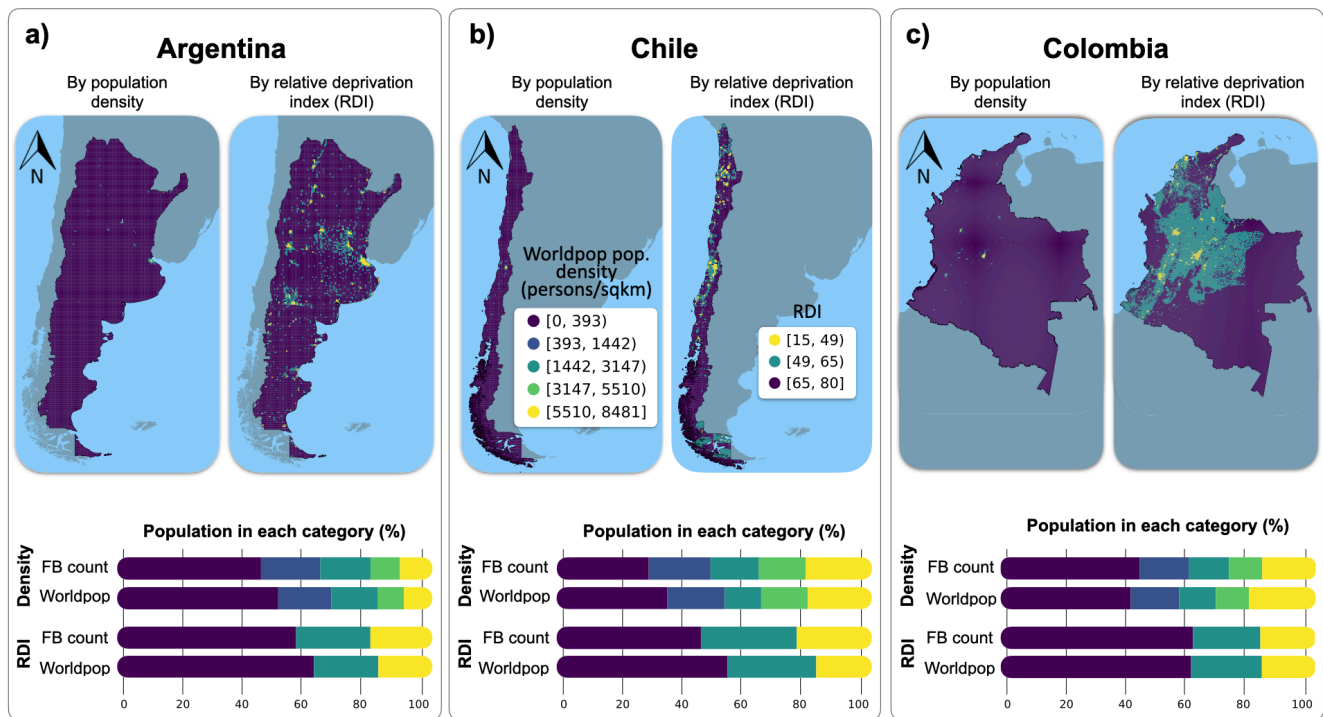 a)
Argentina
By population
density
By relative deprivation
index (RDI)
N
Population in each category (%)
Density
FB count
Worldpop
RDI
FB count
Worldpop
0 20 40 60 80 100
b)
Chile
By population
density
By relative deprivation
index (RDI)
N
Worldpop pop.
density
(persons/sqkm)
[0, 393)
[393, 1442)
[1442, 3147)
[3147, 5510)
[5510, 8481]
RDI
[15, 49)
[49, 65)
[65, 80]
Population in each category (%)
Density
FB count
Worldpop
RDI
FB count
Worldpop
0 20 40 60 80 100
c)
Colombia
By population
density
By relative deprivation
index (RDI)
N
Population in each category (%)
Density
FB count
Worldpop
RDI
FB count
Worldpop
0 20 40 60 80 100